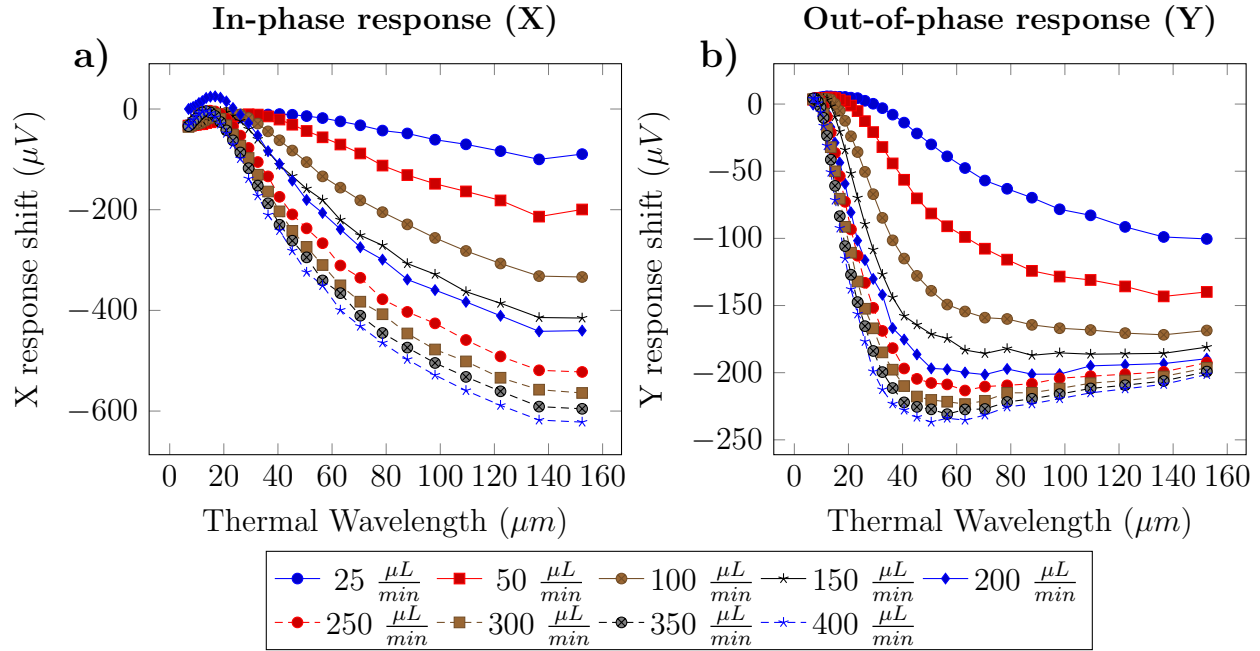 In-phase response (X)
Out-of-phase response (Y)
a)
b)
0
−200
−400
−600
X response shift (μV)
0 20 40 60 80 100 120 140 160
Thermal Wavelength (μm)
0
−50
−100
−150
−200
−250
Y response shift (μV)
0 20 40 60 80 100 120 140 160
Thermal Wavelength (μm)
25 μL/min 50 μL/min 100 μL/min 150 μL/min 200 μL/min
250 μL/min 300 μL/min 350 μL/min 400 μL/min